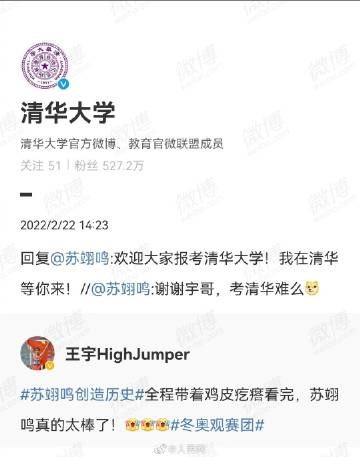 清华大学
清华大学官方微博、教育官微联盟成员
关注 51 | 粉丝 527.2万
2022/2/22 14:23
回复@苏翊鸣:欢迎大家报考清华大学！我在清华
等你来！//@苏翊鸣:谢谢宇哥，考清华难么
王宇HighJumper
#苏翊鸣创造历史#全程带着鸡皮疙瘩看完，苏翊
鸣真的太棒了！#冬奥观赛团#
@人民网